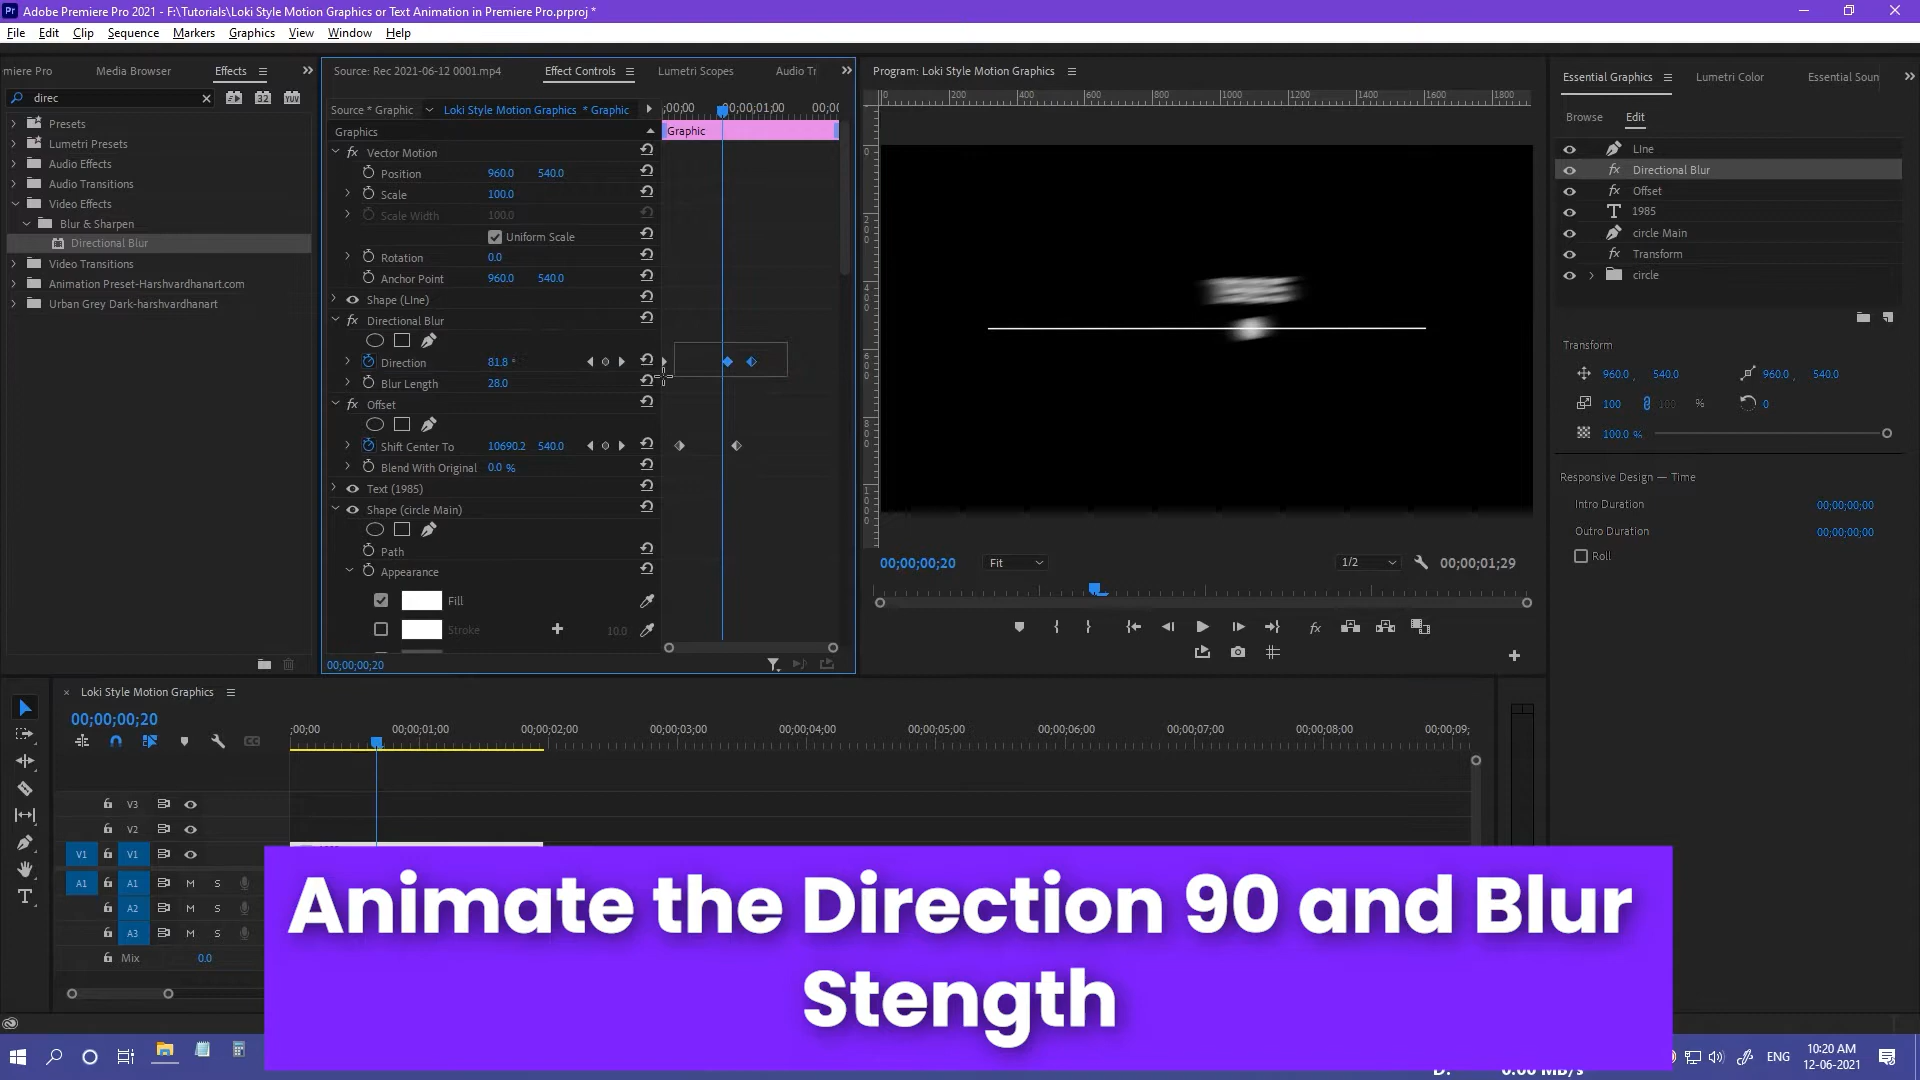 Adobe Premiere Pro 2021 - F:\Tutorials\Loki Style Motion Graphics or Text Animation in Premiere Pro.prproj *
File Edit Clip Sequence Markers Graphics View Window Help
miere Pro Media Browser Effects
direc
Presets
Lumetri Presets
Audio Effects
Audio Transitions
Video Effects
Blur & Sharpen
Directional Blur
Video Transitions
Animation Preset-Harshvardhanart.com
Urban Grey Dark-harshvardhanart
Source: Rec 2021-06-12 0001.mp4 Effect Controls Lumetri Scopes Audio Tr
Source * Graphic Loki Style Motion Graphics * Graphic
;00;00 00;00;01;00 00;0
Graphics Graphic
fx Vector Motion
Position 960.0 540.0
Scale 100.0
Scale Width 100.0
Uniform Scale
Rotation 0.0
Anchor Point 960.0 540.0
Shape (LIne)
fx Directional Blur
Direction 81.8 °
Blur Length 28.0
fx Offset
Shift Center To 10690.2 540.0
Blend With Original 0.0 %
Text (1985)
Shape (circle Main)
Path
Appearance
Fill
Stroke 10.0
00;00;00;20
Program: Loki Style Motion Graphics
0 200 400 600 800 1000 1200 1400 1600 1800
00;00;00;20 Fit 1/2 00;00;01;29
Essential Graphics Lumetri Color Essential Soun
Browse Edit
LIne
fx Directional Blur
fx Offset
T 1985
circle Main
fx Transform
circle
Transform
960.0 , 540.0 960.0 , 540.0
100 100 % 0
100.0 %
Responsive Design — Time
Intro Duration 00;00;00;00
Outro Duration 00;00;00;00
Roll
× Loki Style Motion Graphics
00;00;00;20
;00;00 00;00;01;00 00;00;02;00 00;00;03;00 00;00;04;00 00;00;05;00 00;00;06;00 00;00;07;00 00;00;08;00 00;00;09;
V3
V2
V1 V1
A1 A1 M S
A2 M S
A3 M S
Mix 0.0
Animate the Direction 90 and Blur
Stength
ENG
10:20 AM
12-06-2021